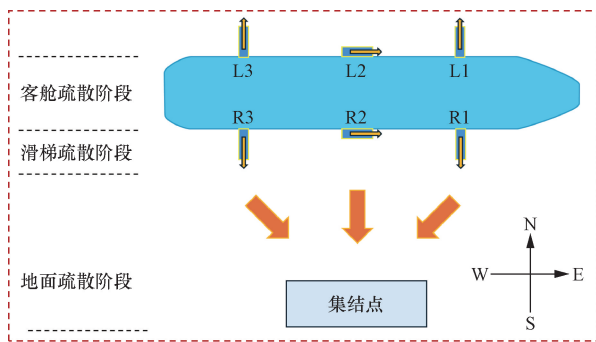 L3 L2 L1
客舱疏散阶段
R3 R2 R1
滑梯疏散阶段
N
W E
地面疏散阶段
集结点
S